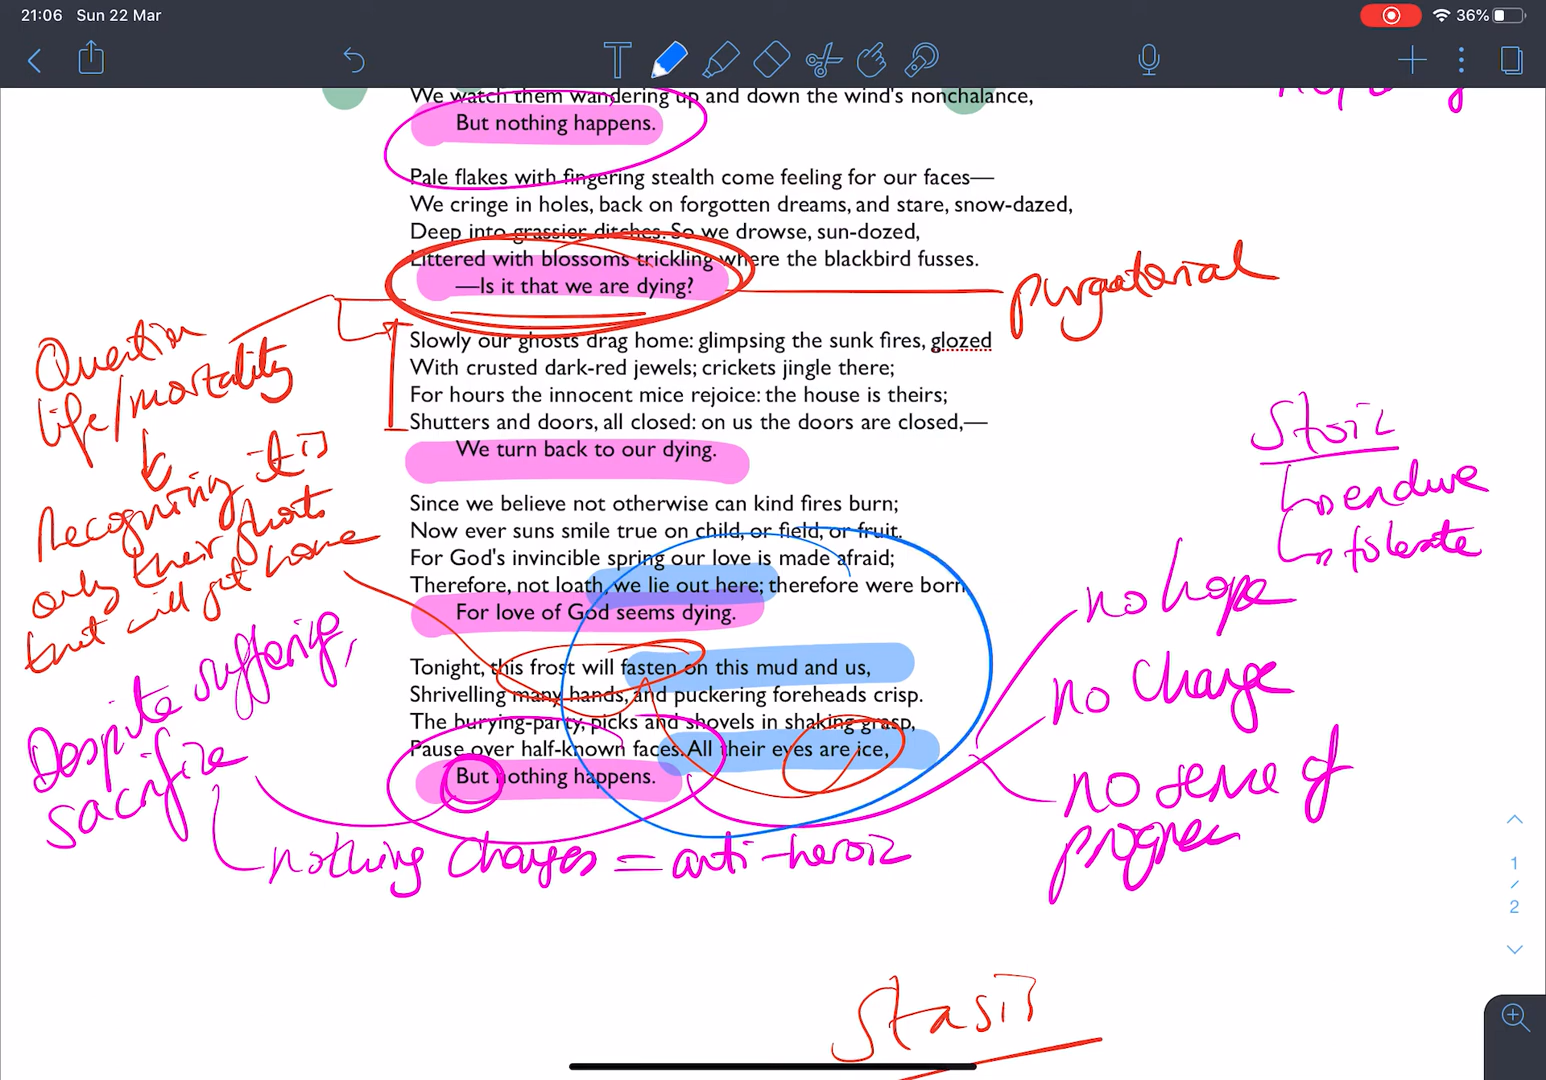 21:06 Sun 22 Mar
36%
We watch them wandering up and down the wind's nonchalance,
But nothing happens.
Pale flakes with fingering stealth come feeling for our faces—
We cringe in holes, back on forgotten dreams, and stare, snow-dazed,
Deep into grassier ditches. So we drowse, sun-dozed,
Littered with blossoms trickling where the blackbird fusses.
—Is it that we are dying?
purgatorial
Slowly our ghosts drag home: glimpsing the sunk fires, glozed
With crusted dark-red jewels; crickets jingle there;
For hours the innocent mice rejoice: the house is theirs;
Shutters and doors, all closed: on us the doors are closed,—
We turn back to our dying.
Question
life/mortality
Recognising it is
only their ghosts
that will get home
Stoic
endure
tolerate
Since we believe not otherwise can kind fires burn;
Now ever suns smile true on child, or field, or fruit.
For God's invincible spring our love is made afraid;
Therefore, not loath, we lie out here; therefore were born,
For love of God seems dying.
Tonight, this frost will fasten on this mud and us,
Shrivelling many hands, and puckering foreheads crisp.
The burying-party, picks and shovels in shaking grasp,
Pause over half-known faces. All their eyes are ice,
But nothing happens.
Despite suffering,
sacrifice
nothing changes = anti-heroic
no hope
no change
no sense of
progress
1
/
2
Stasis